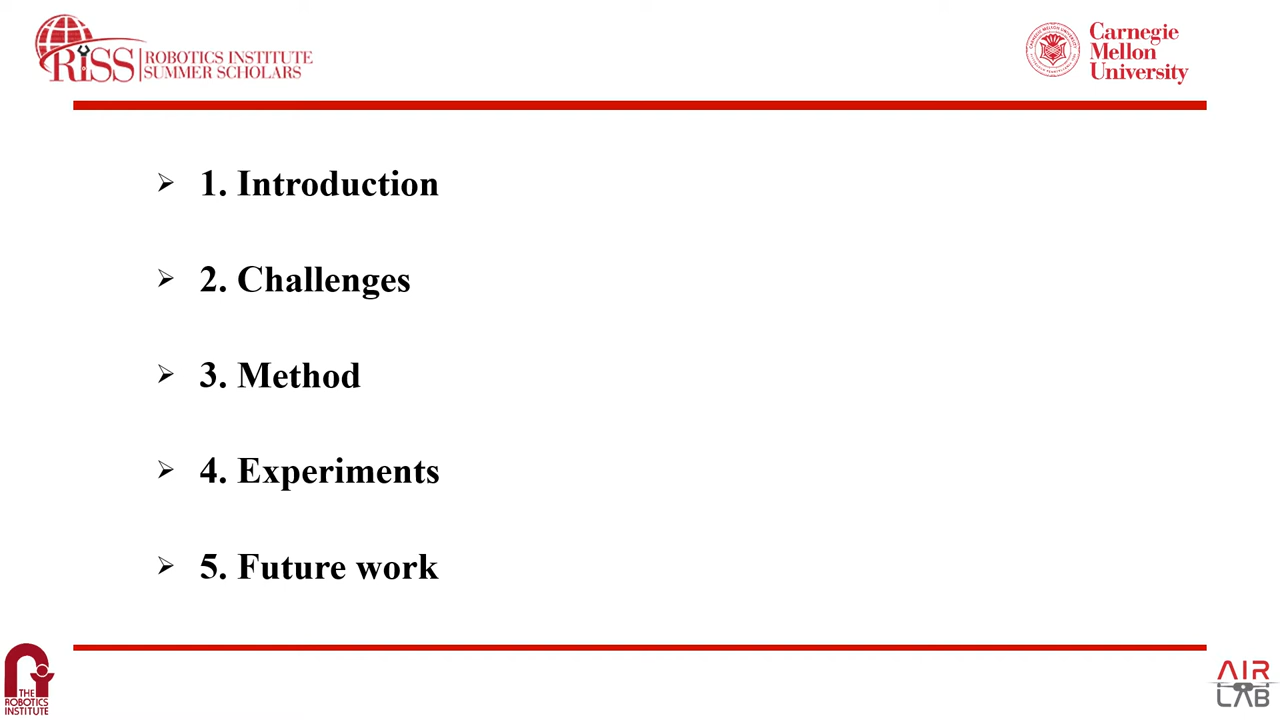 RiSS ROBOTICS INSTITUTE
SUMMER SCHOLARS
Carnegie
Mellon
University
➢ 1. Introduction
➢ 2. Challenges
➢ 3. Method
➢ 4. Experiments
➢ 5. Future work
THE
ROBOTICS
INSTITUTE
AIR
LAB